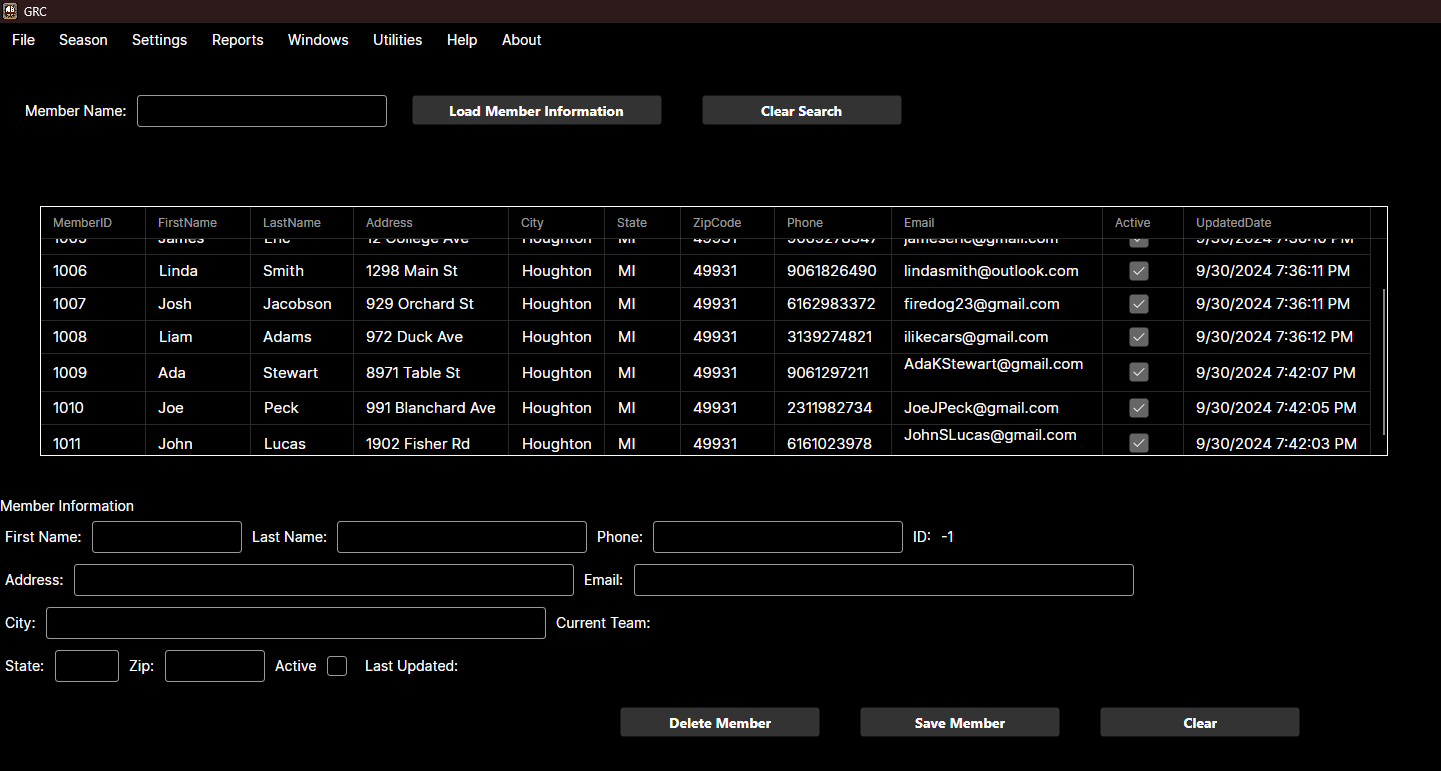 GRC
File Season Settings Reports Windows Utilities Help About
Member Name: Load Member Information Clear Search
MemberID FirstName LastName Address City State ZipCode Phone Email Active UpdatedDate
1005 James Eric 12 College Ave Houghton MI 49931 jameseric@gmail.com
1006 Linda Smith 1298 Main St Houghton MI 49931 9061826490 lindasmith@outlook.com 9/30/2024 7:36:11 PM
1007 Josh Jacobson 929 Orchard St Houghton MI 49931 6162983372 firedog23@gmail.com 9/30/2024 7:36:11 PM
1008 Liam Adams 972 Duck Ave Houghton MI 49931 3139274821 ilikecars@gmail.com 9/30/2024 7:36:12 PM
1009 Ada Stewart 8971 Table St Houghton MI 49931 9061297211 AdaKStewart@gmail.com 9/30/2024 7:42:07 PM
1010 Joe Peck 991 Blanchard Ave Houghton MI 49931 2311982734 JoeJPeck@gmail.com 9/30/2024 7:42:05 PM
1011 John Lucas 1902 Fisher Rd Houghton MI 49931 6161023978 JohnSLucas@gmail.com 9/30/2024 7:42:03 PM
Member Information
First Name: Last Name: Phone: ID: -1
Address: Email:
City: Current Team:
State: Zip: Active Last Updated:
Delete Member Save Member Clear